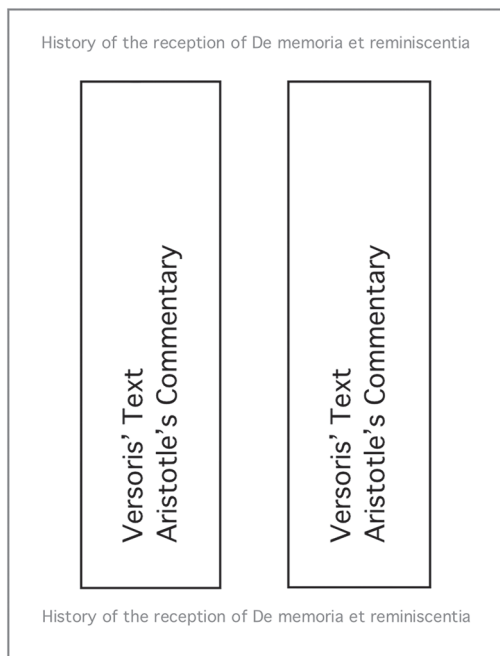 History of the reception of De memoria et reminiscentia
Versoris’ Text
Aristotle’s Commentary
Versoris’ Text
Aristotle’s Commentary
History of the reception of De memoria et reminiscentia